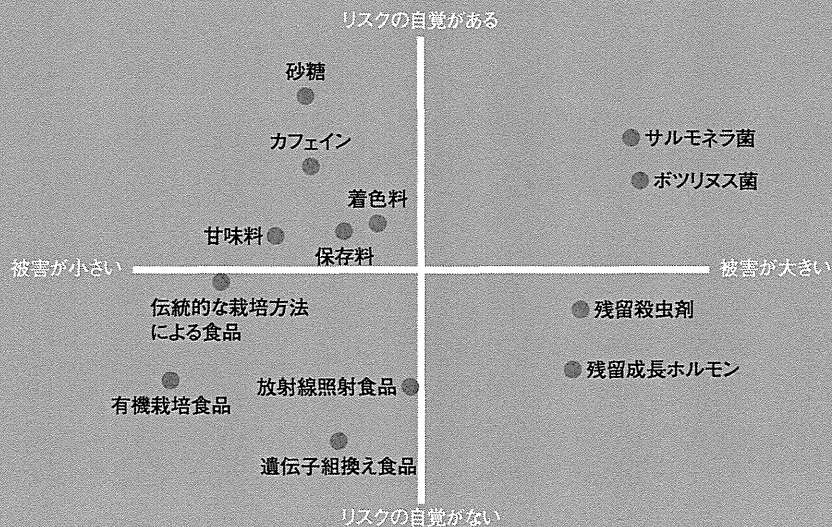 リスクの自覚がある
砂糖
サルモネラ菌
カフェイン
ボツリヌス菌
着色料
甘味料
保存料
被害が小さい
被害が大きい
伝統的な栽培方法
による食品
残留殺虫剤
残留成長ホルモン
放射線照射食品
有機栽培食品
遺伝子組換え食品
リスクの自覚がない